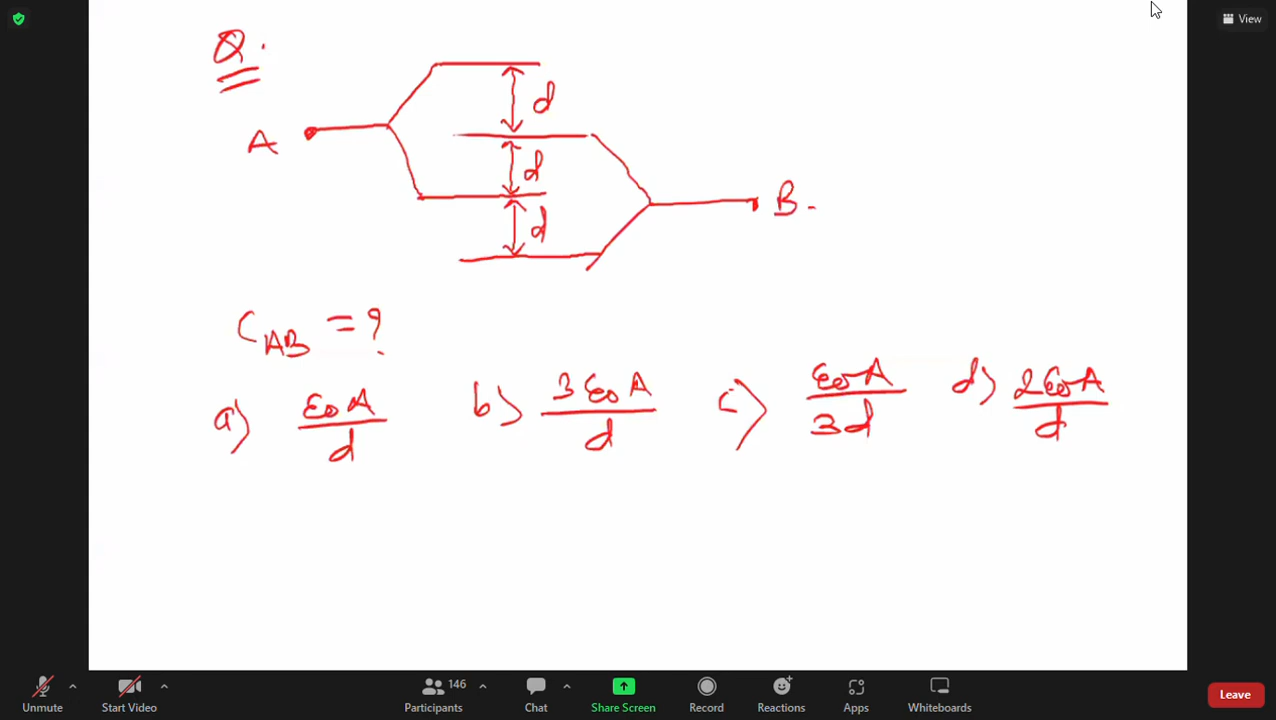 View
Q.
d
A
d
B.
d
C_AB = ?
a) ε₀A/d b) 3ε₀A/d c) ε₀A/3d d) 2ε₀A/d
Unmute Start Video 146 Participants Chat Share Screen Record Reactions Apps Whiteboards Leave